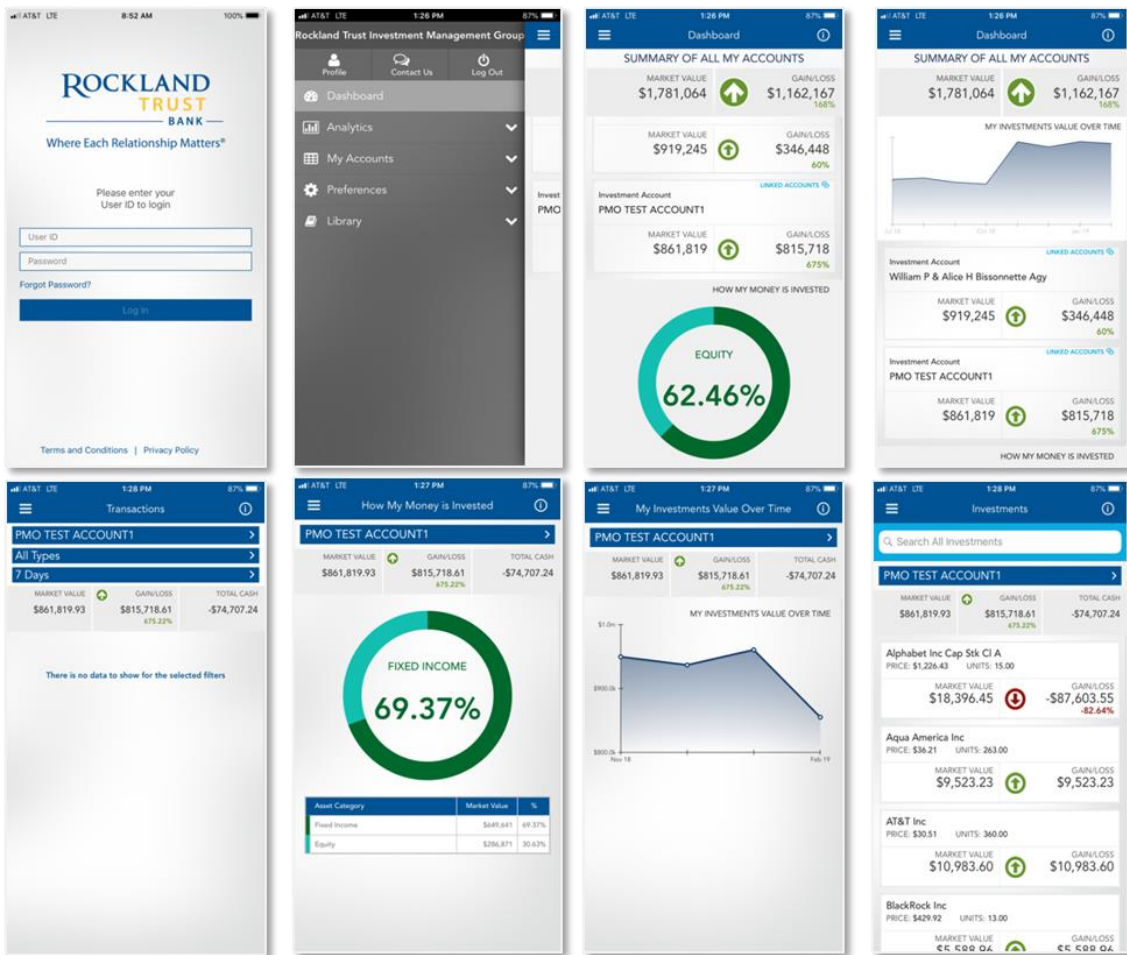 AT&T LTE 8:52 AM 100%
ROCKLAND
TRUST
BANK
Where Each Relationship Matters®
Please enter your
User ID to login
User ID
Password
Forgot Password?
Log In
Terms and Conditions | Privacy Policy
AT&T LTE 1:26 PM 87%
Rockland Trust Investment Management Group
Profile Contact Us Log Out
Dashboard
Analytics
My Accounts
Preferences
Library
Invest
PMO
AT&T LTE 1:26 PM 87%
Dashboard
SUMMARY OF ALL MY ACCOUNTS
MARKET VALUE GAIN/LOSS
$1,781,064 $1,162,167
168%
MARKET VALUE GAIN/LOSS
$919,245 $346,448
60%
LINKED ACCOUNTS
Investment Account
PMO TEST ACCOUNT1
MARKET VALUE GAIN/LOSS
$861,819 $815,718
675%
HOW MY MONEY IS INVESTED
EQUITY
62.46%
AT&T LTE 1:26 PM 87%
Dashboard
SUMMARY OF ALL MY ACCOUNTS
MARKET VALUE GAIN/LOSS
$1,781,064 $1,162,167
168%
MY INVESTMENTS VALUE OVER TIME
Jul 18 Oct 18 Jan 19
LINKED ACCOUNTS
Investment Account
William P & Alice H Bissonnette Agy
MARKET VALUE GAIN/LOSS
$919,245 $346,448
60%
LINKED ACCOUNTS
Investment Account
PMO TEST ACCOUNT1
MARKET VALUE GAIN/LOSS
$861,819 $815,718
675%
HOW MY MONEY IS INVESTED
AT&T LTE 1:28 PM 87%
Transactions
PMO TEST ACCOUNT1
All Types
7 Days
MARKET VALUE GAIN/LOSS TOTAL CASH
$861,819.93 $815,718.61 -$74,707.24
675.22%
There is no data to show for the selected filters
AT&T LTE 1:27 PM 87%
How My Money is Invested
PMO TEST ACCOUNT1
MARKET VALUE GAIN/LOSS TOTAL CASH
$861,819.93 $815,718.61 -$74,707.24
675.22%
FIXED INCOME
69.37%
Asset Category Market Value %
Fixed Income $649,641 69.37%
Equity $286,871 30.63%
AT&T LTE 1:27 PM 87%
My Investments Value Over Time
PMO TEST ACCOUNT1
MARKET VALUE GAIN/LOSS TOTAL CASH
$861,819.93 $815,718.61 -$74,707.24
675.22%
MY INVESTMENTS VALUE OVER TIME
$1.0m
$900.0k
$800.0k
Nov 18 Feb 19
AT&T LTE 1:28 PM 87%
Investments
Search All Investments
PMO TEST ACCOUNT1
MARKET VALUE GAIN/LOSS TOTAL CASH
$861,819.93 $815,718.61 -$74,707.24
675.22%
Alphabet Inc Cap Stk Cl A
PRICE: $1,226.43 UNITS: 15.00
MARKET VALUE GAIN/LOSS
$18,396.45 -$87,603.55
-82.64%
Aqua America Inc
PRICE: $36.21 UNITS: 263.00
MARKET VALUE GAIN/LOSS
$9,523.23 $9,523.23
AT&T Inc
PRICE: $30.51 UNITS: 360.00
MARKET VALUE GAIN/LOSS
$10,983.60 $10,983.60
BlackRock Inc
PRICE: $429.92 UNITS: 13.00
MARKET VALUE GAIN/LOSS
$5,588.96 $5,588.96